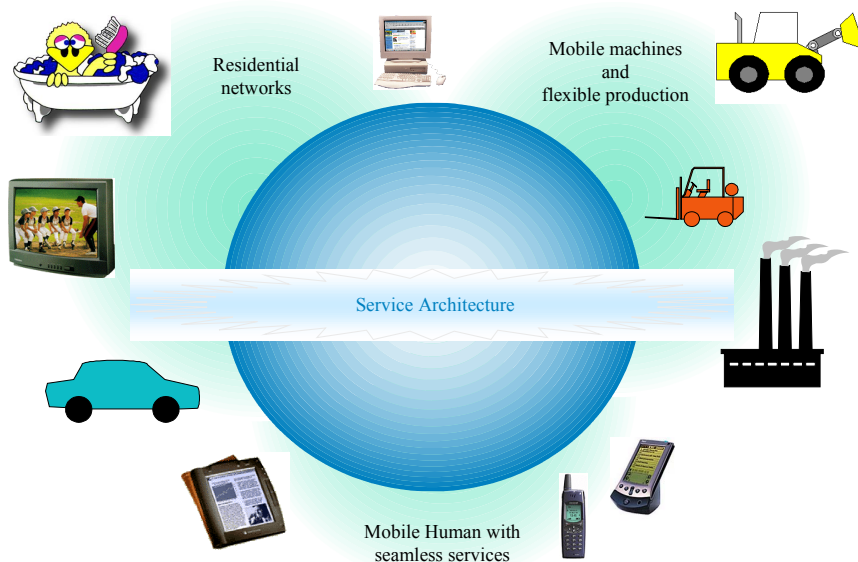 Residential
networks
Mobile machines
and
flexible production
Service Architecture
Mobile Human with
seamless services